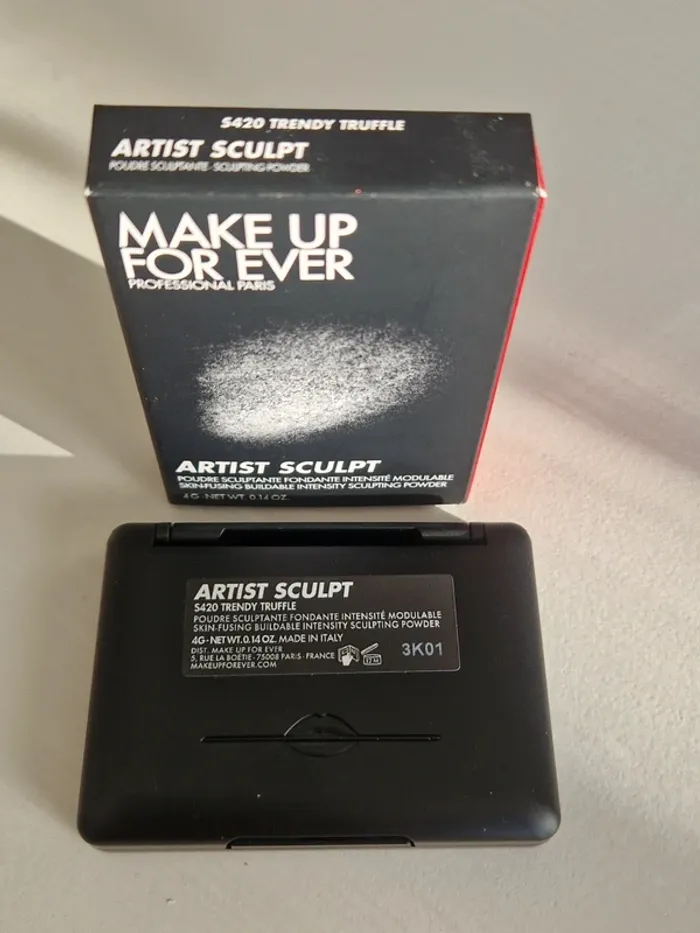 S420 TRENDY TRUFFLE
ARTIST SCULPT
POUDRE SCULPTANTE · SCULPTING POWDER
MAKE UP
FOR EVER
PROFESSIONAL PARIS
ARTIST SCULPT
POUDRE SCULPTANTE FONDANTE INTENSITÉ MODULABLE
SKIN-FUSING BUILDABLE INTENSITY SCULPTING POWDER
4 G · NET WT. 0.14 OZ.
ARTIST SCULPT
S420 TRENDY TRUFFLE
POUDRE SCULPTANTE FONDANTE INTENSITÉ MODULABLE
SKIN-FUSING BUILDABLE INTENSITY SCULPTING POWDER
4G · NET WT. 0.14 OZ. MADE IN ITALY
DIST. MAKE UP FOR EVER
5, RUE LA BOÉTIE · 75008 PARIS · FRANCE
MAKEUPFOREVER.COM
12 M
3K01